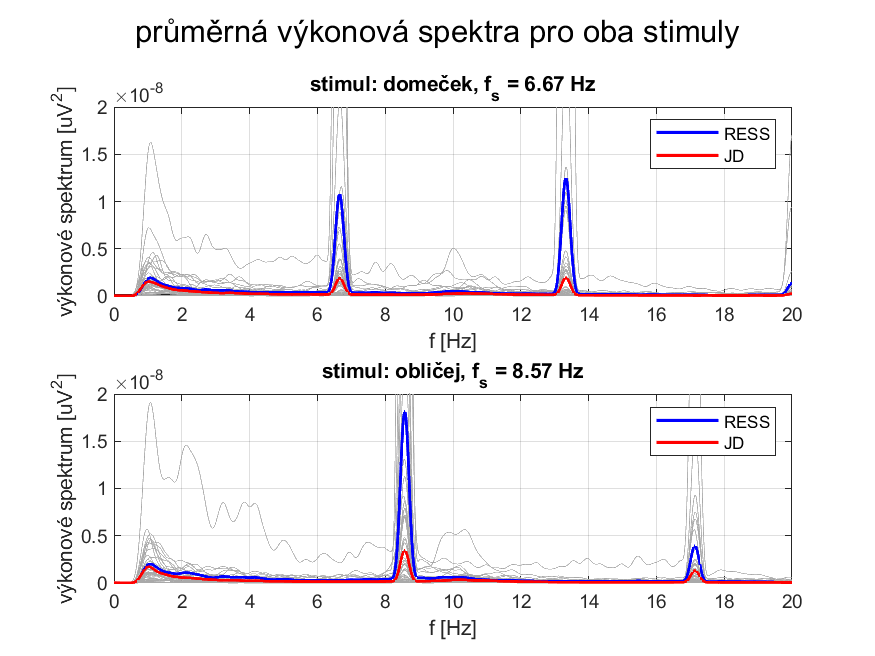 průměrná výkonová spektra pro oba stimuly
stimul: domeček, f_s = 6.67 Hz
×10^-8
výkonové spektrum [uV^2]
2
1.5
1
0.5
0
RESS
JD
0 2 4 6 8 10 12 14 16 18 20
f [Hz]
stimul: obličej, f_s = 8.57 Hz
×10^-8
výkonové spektrum [uV^2]
2
1.5
1
0.5
0
RESS
JD
0 2 4 6 8 10 12 14 16 18 20
f [Hz]